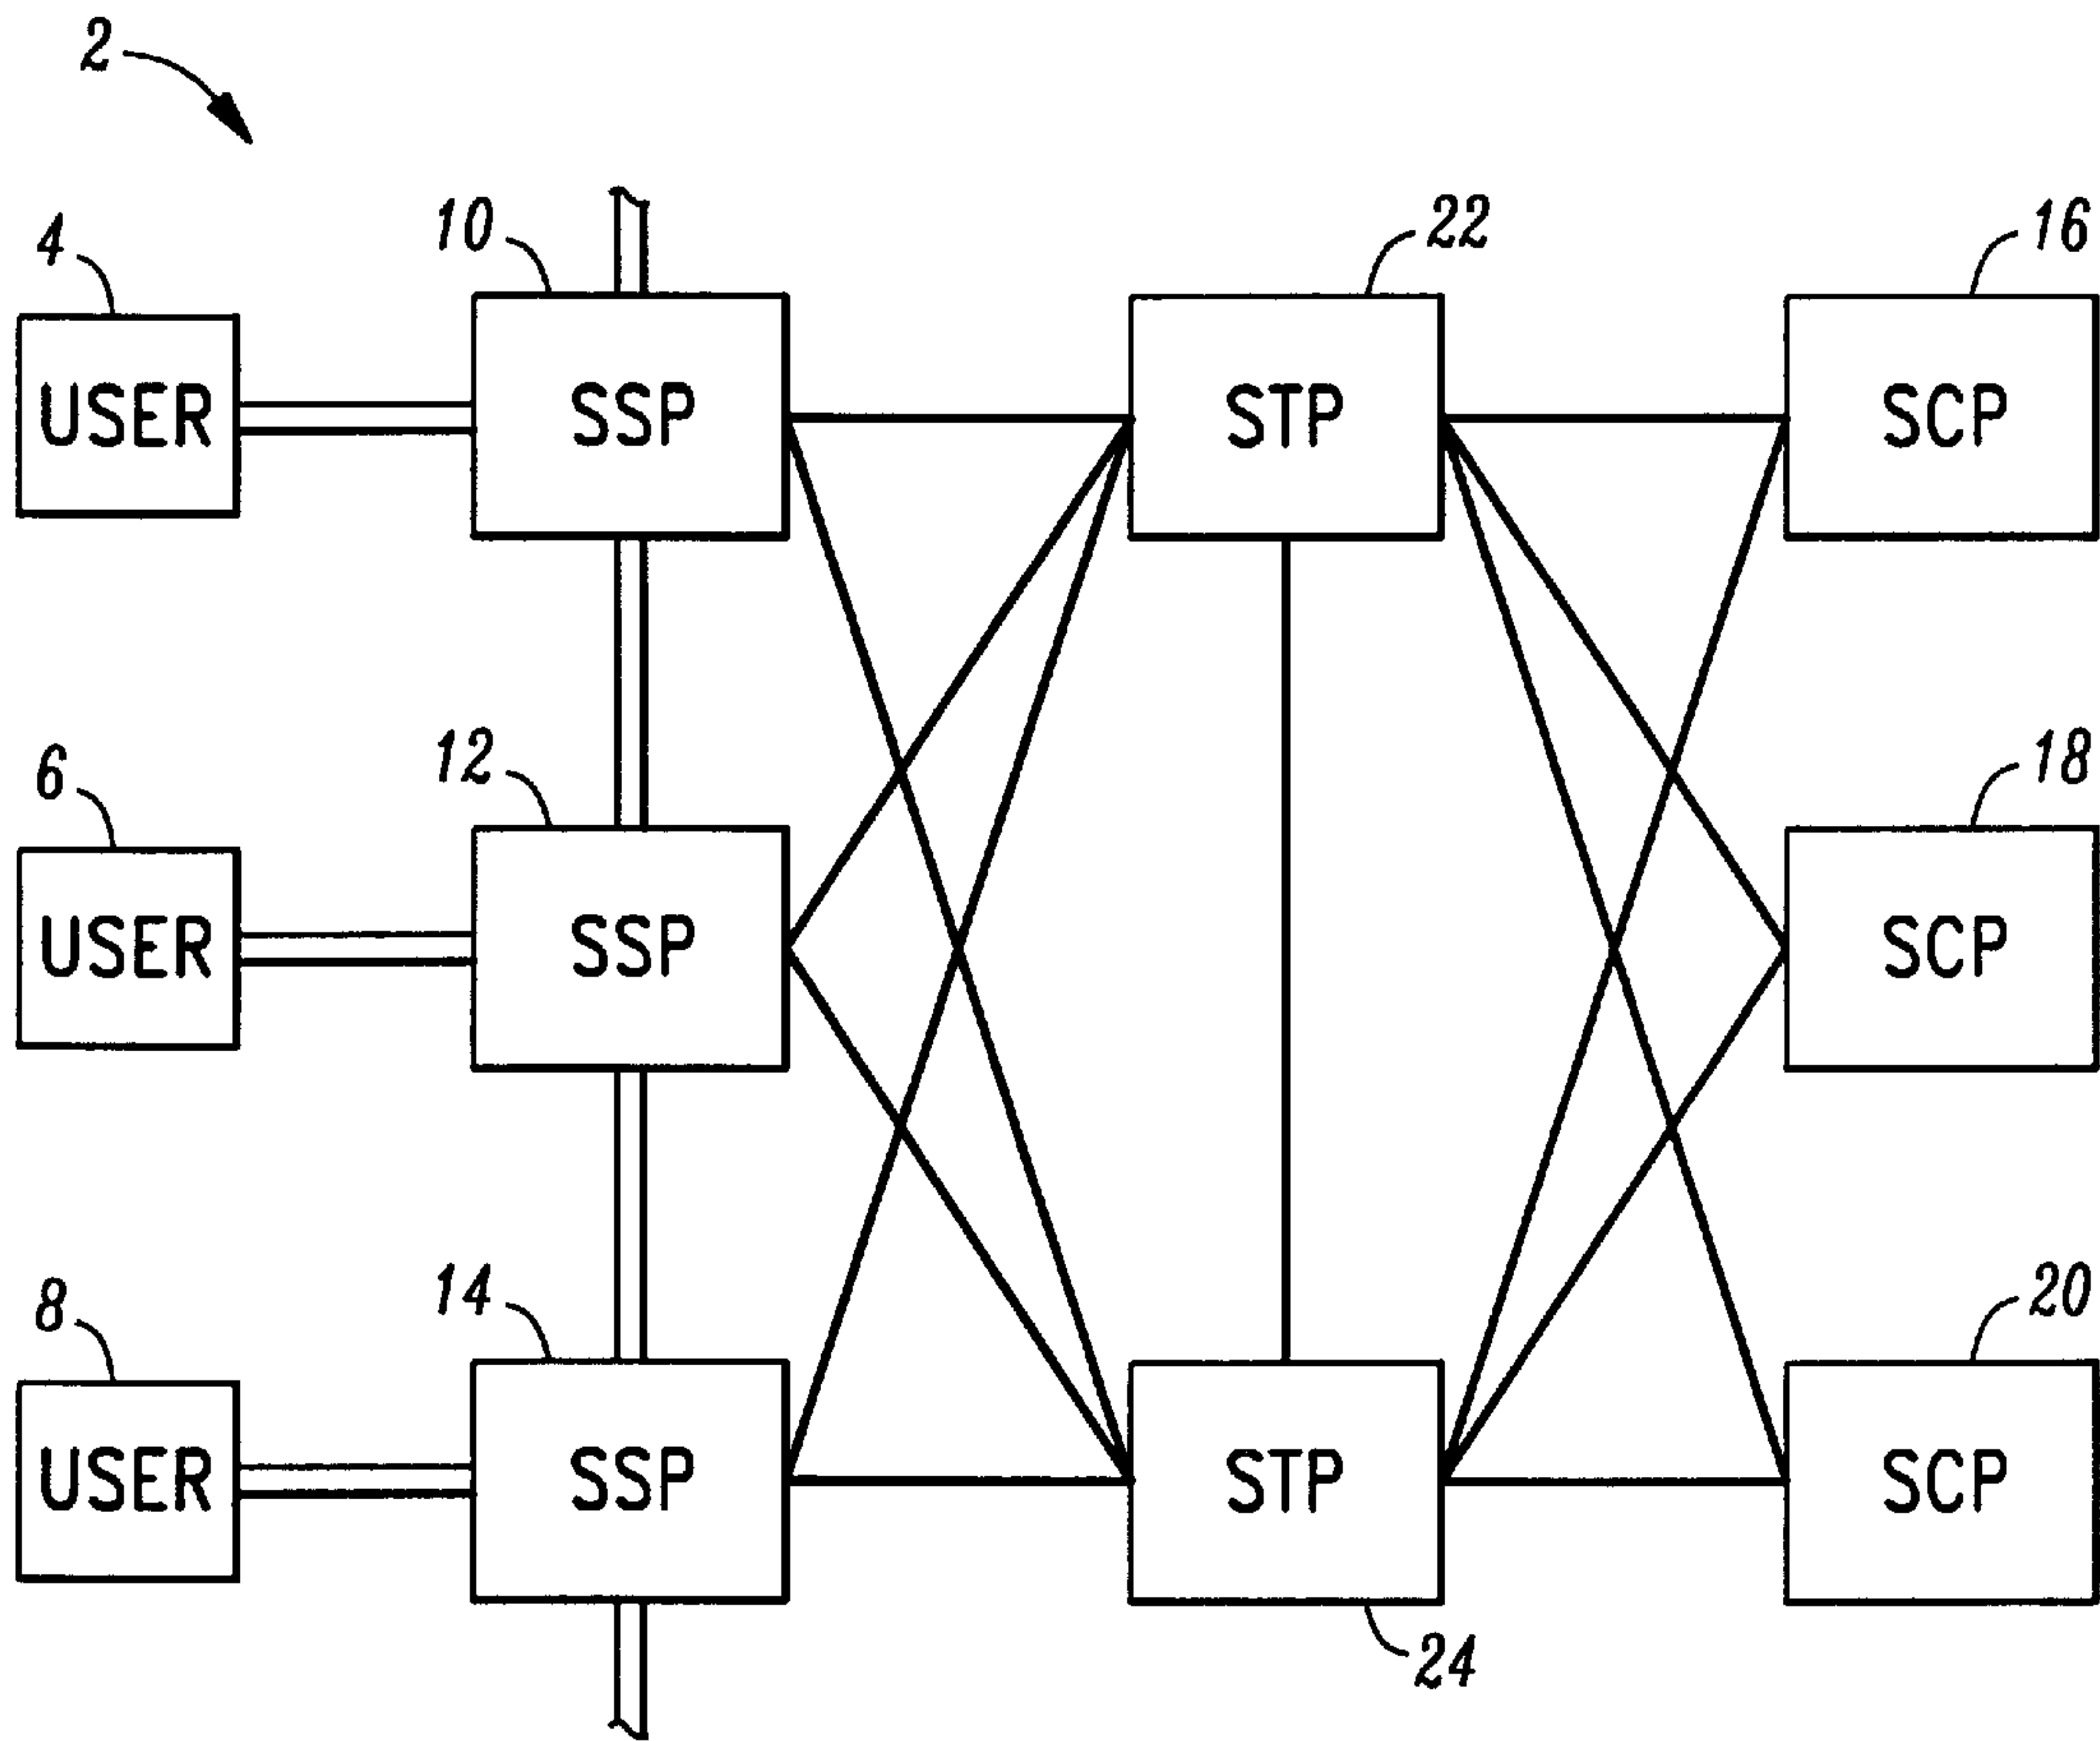 2
4 10 22 16
USER SSP STP SCP
6 12 18
USER SSP SCP
8 14 20
USER SSP STP SCP
24